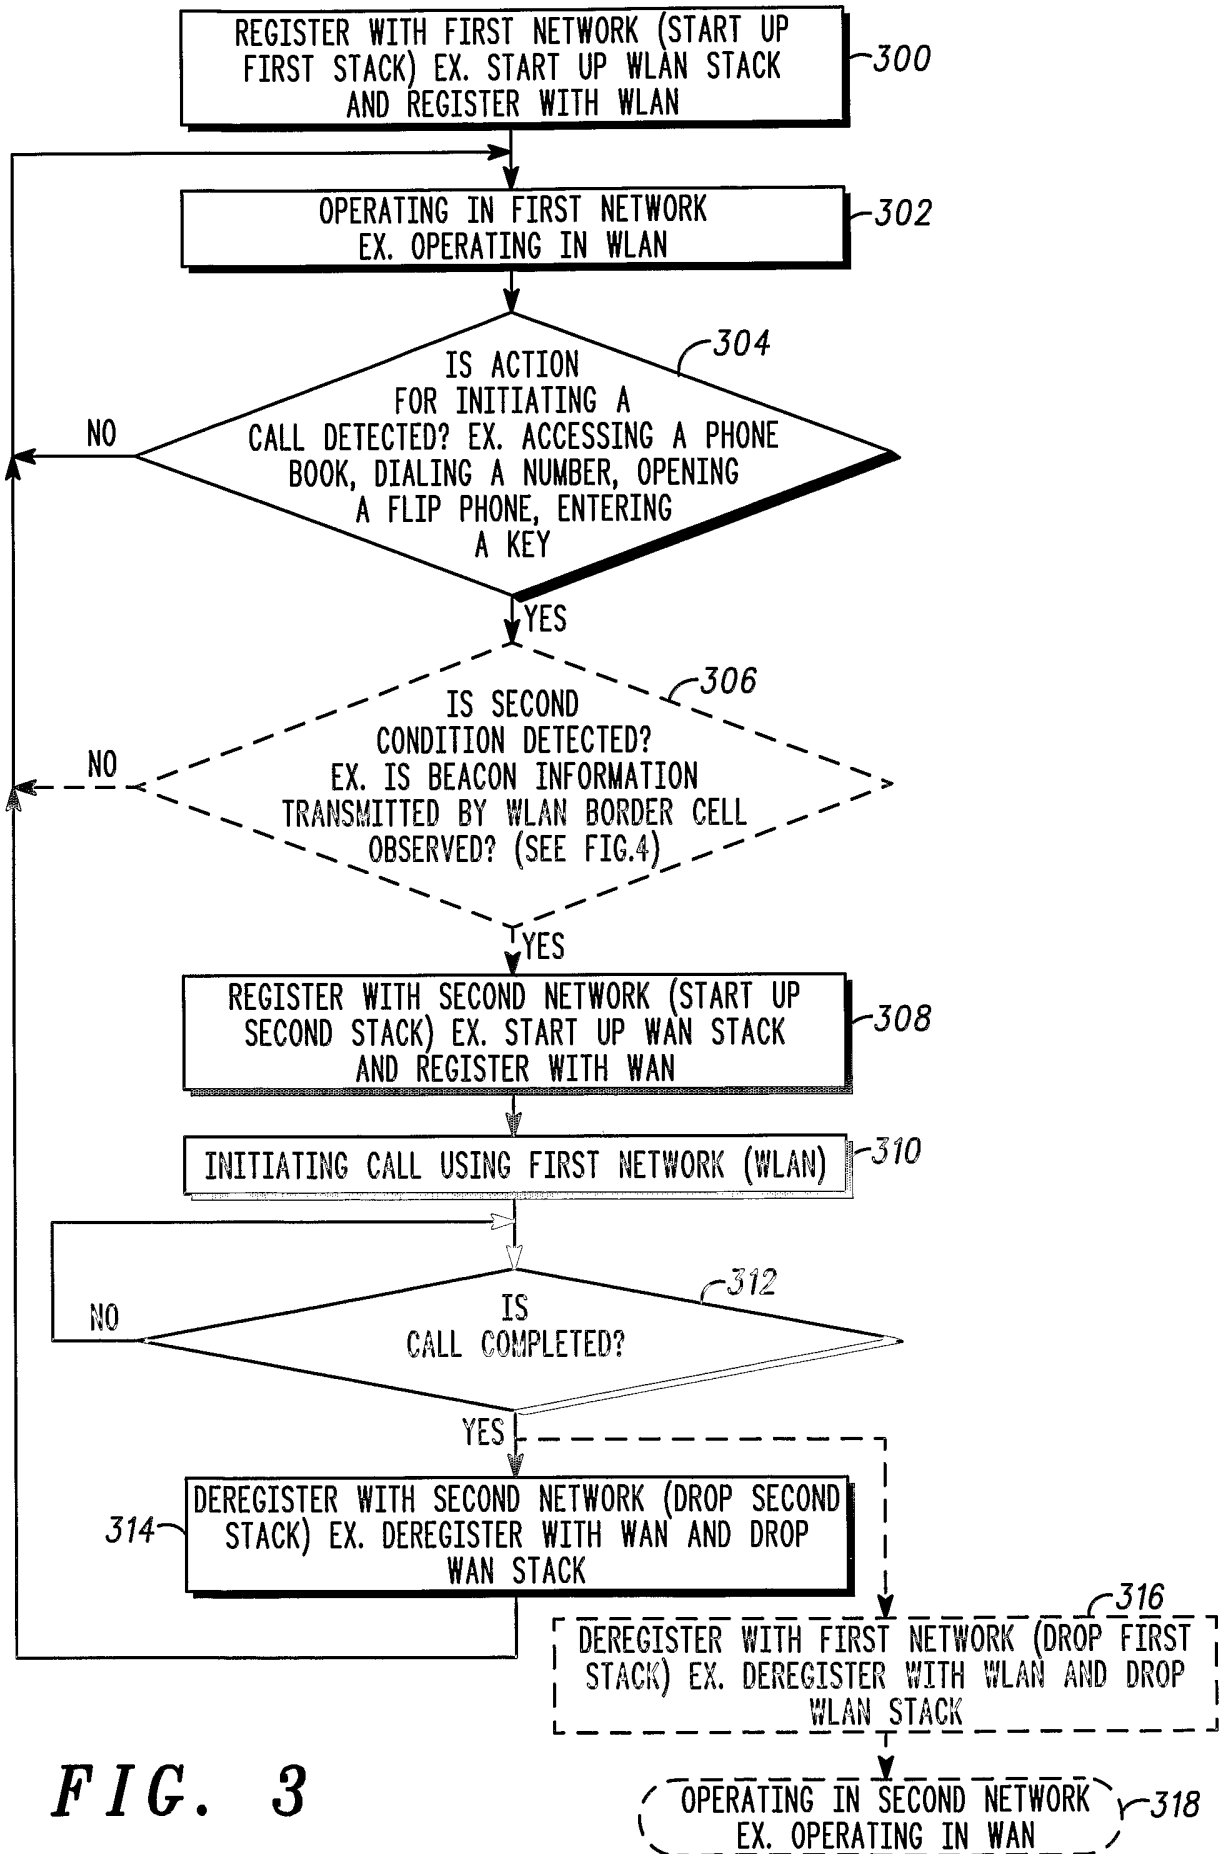 REGISTER WITH FIRST NETWORK (START UP
FIRST STACK) EX. START UP WLAN STACK
AND REGISTER WITH WLAN
300
OPERATING IN FIRST NETWORK
EX. OPERATING IN WLAN
302
304
IS ACTION
FOR INITIATING A
CALL DETECTED? EX. ACCESSING A PHONE
BOOK, DIALING A NUMBER, OPENING
A FLIP PHONE, ENTERING
A KEY
NO
YES
306
IS SECOND
CONDITION DETECTED?
EX. IS BEACON INFORMATION
TRANSMITTED BY WLAN BORDER CELL
OBSERVED? (SEE FIG.4)
NO
YES
REGISTER WITH SECOND NETWORK (START UP
SECOND STACK) EX. START UP WAN STACK
AND REGISTER WITH WAN
308
INITIATING CALL USING FIRST NETWORK (WLAN)
310
312
IS
CALL COMPLETED?
NO
YES
DEREGISTER WITH SECOND NETWORK (DROP SECOND
STACK) EX. DEREGISTER WITH WAN AND DROP
WAN STACK
314
316
DEREGISTER WITH FIRST NETWORK (DROP FIRST
STACK) EX. DEREGISTER WITH WLAN AND DROP
WLAN STACK
OPERATING IN SECOND NETWORK
EX. OPERATING IN WAN
318
FIG. 3